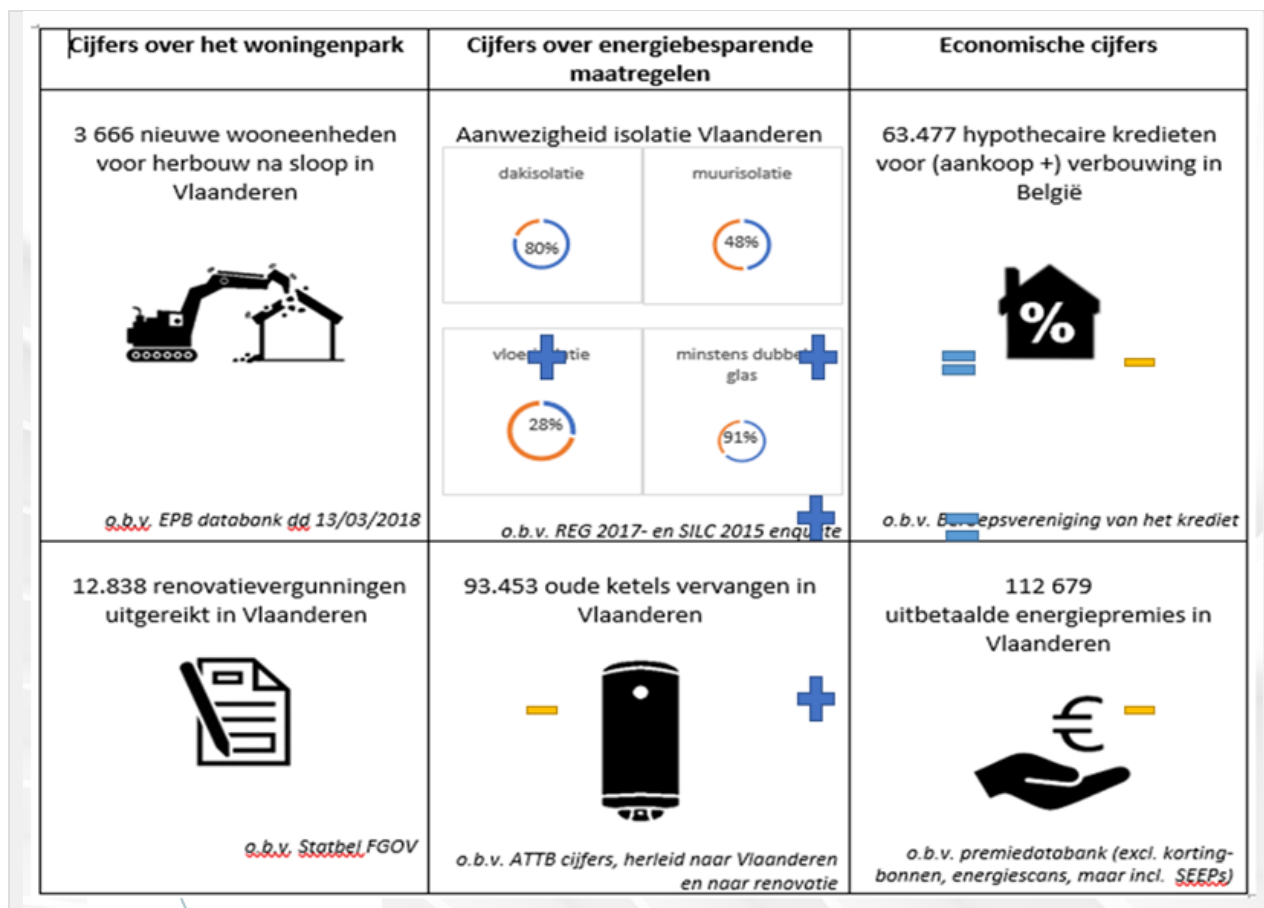 Cijfers over het woningenpark
Cijfers over energiebesparende
maatregelen
Economische cijfers
3 666 nieuwe wooneenheden
voor herbouw na sloop in
Vlaanderen
o.b.v. EPB databank dd 13/03/2018
Aanwezigheid isolatie Vlaanderen
dakisolatie
80%
muurisolatie
48%
28%
minstens
glas
91%
o.b.v. REG 2017- en SILC 2015
63.477 hypothecaire kredieten
voor (aankoop +) verbouwing in
België
%
o.b.v. van het krediet
12.838 renovatievergunningen
uitgereikt in Vlaanderen
o.b.v. Statbel FGOV
93.453 oude ketels vervangen in
Vlaanderen
o.b.v. ATTB cijfers, herleid naar Vlaanderen
en naar renovatie
112 679
uitbetaalde energiepremies in
Vlaanderen
€
o.b.v. premiedatabank (excl. korting-
bonnen, energiescans, maar incl. SEEPs)